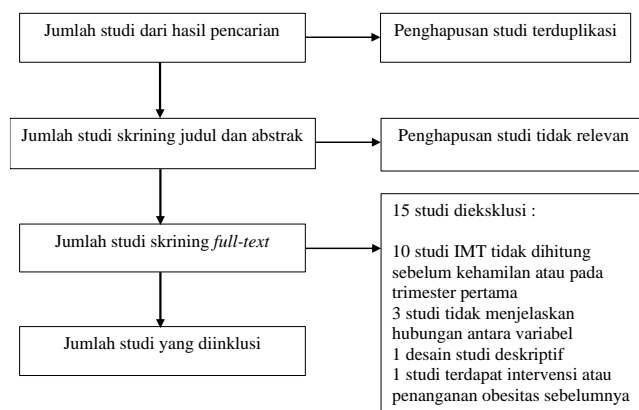 Jumlah studi dari hasil pencarian
Penghapusan studi terduplikasi
Jumlah studi skrining judul dan abstrak
Penghapusan studi tidak relevan
Jumlah studi skrining full-text
15 studi dieksklusi :
10 studi IMT tidak dihitung
sebelum kehamilan atau pada
trimester pertama
3 studi tidak menjelaskan
hubungan antara variabel
1 desain studi deskriptif
1 studi terdapat intervensi atau
penanganan obesitas sebelumnya
Jumlah studi yang diinklusi